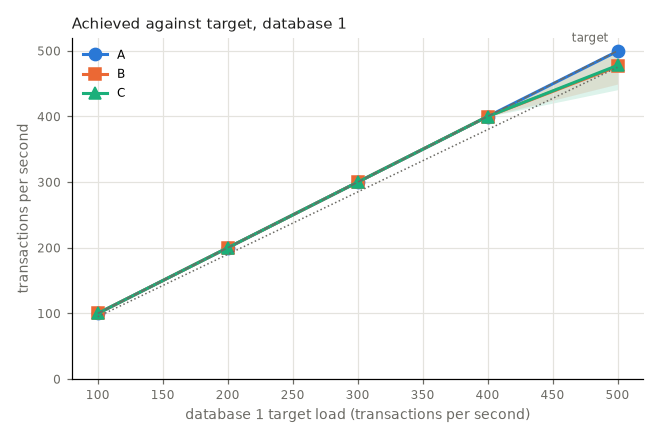 Achieved against target, database 1
target
A
B
C
transactions per second
500
400
300
200
100
0
100 150 200 250 300 350 400 450 500
database 1 target load (transactions per second)